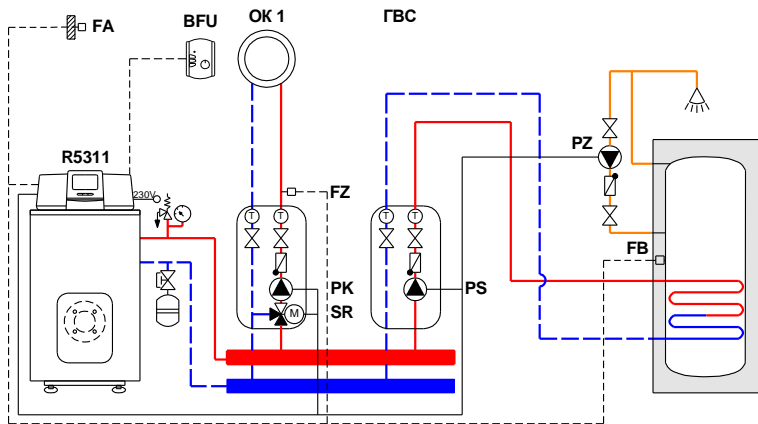 FA
BFU
ОК 1
ГВС
R5311
230V
PZ
FZ
T T
T T
FB
PK
PS
SR
M